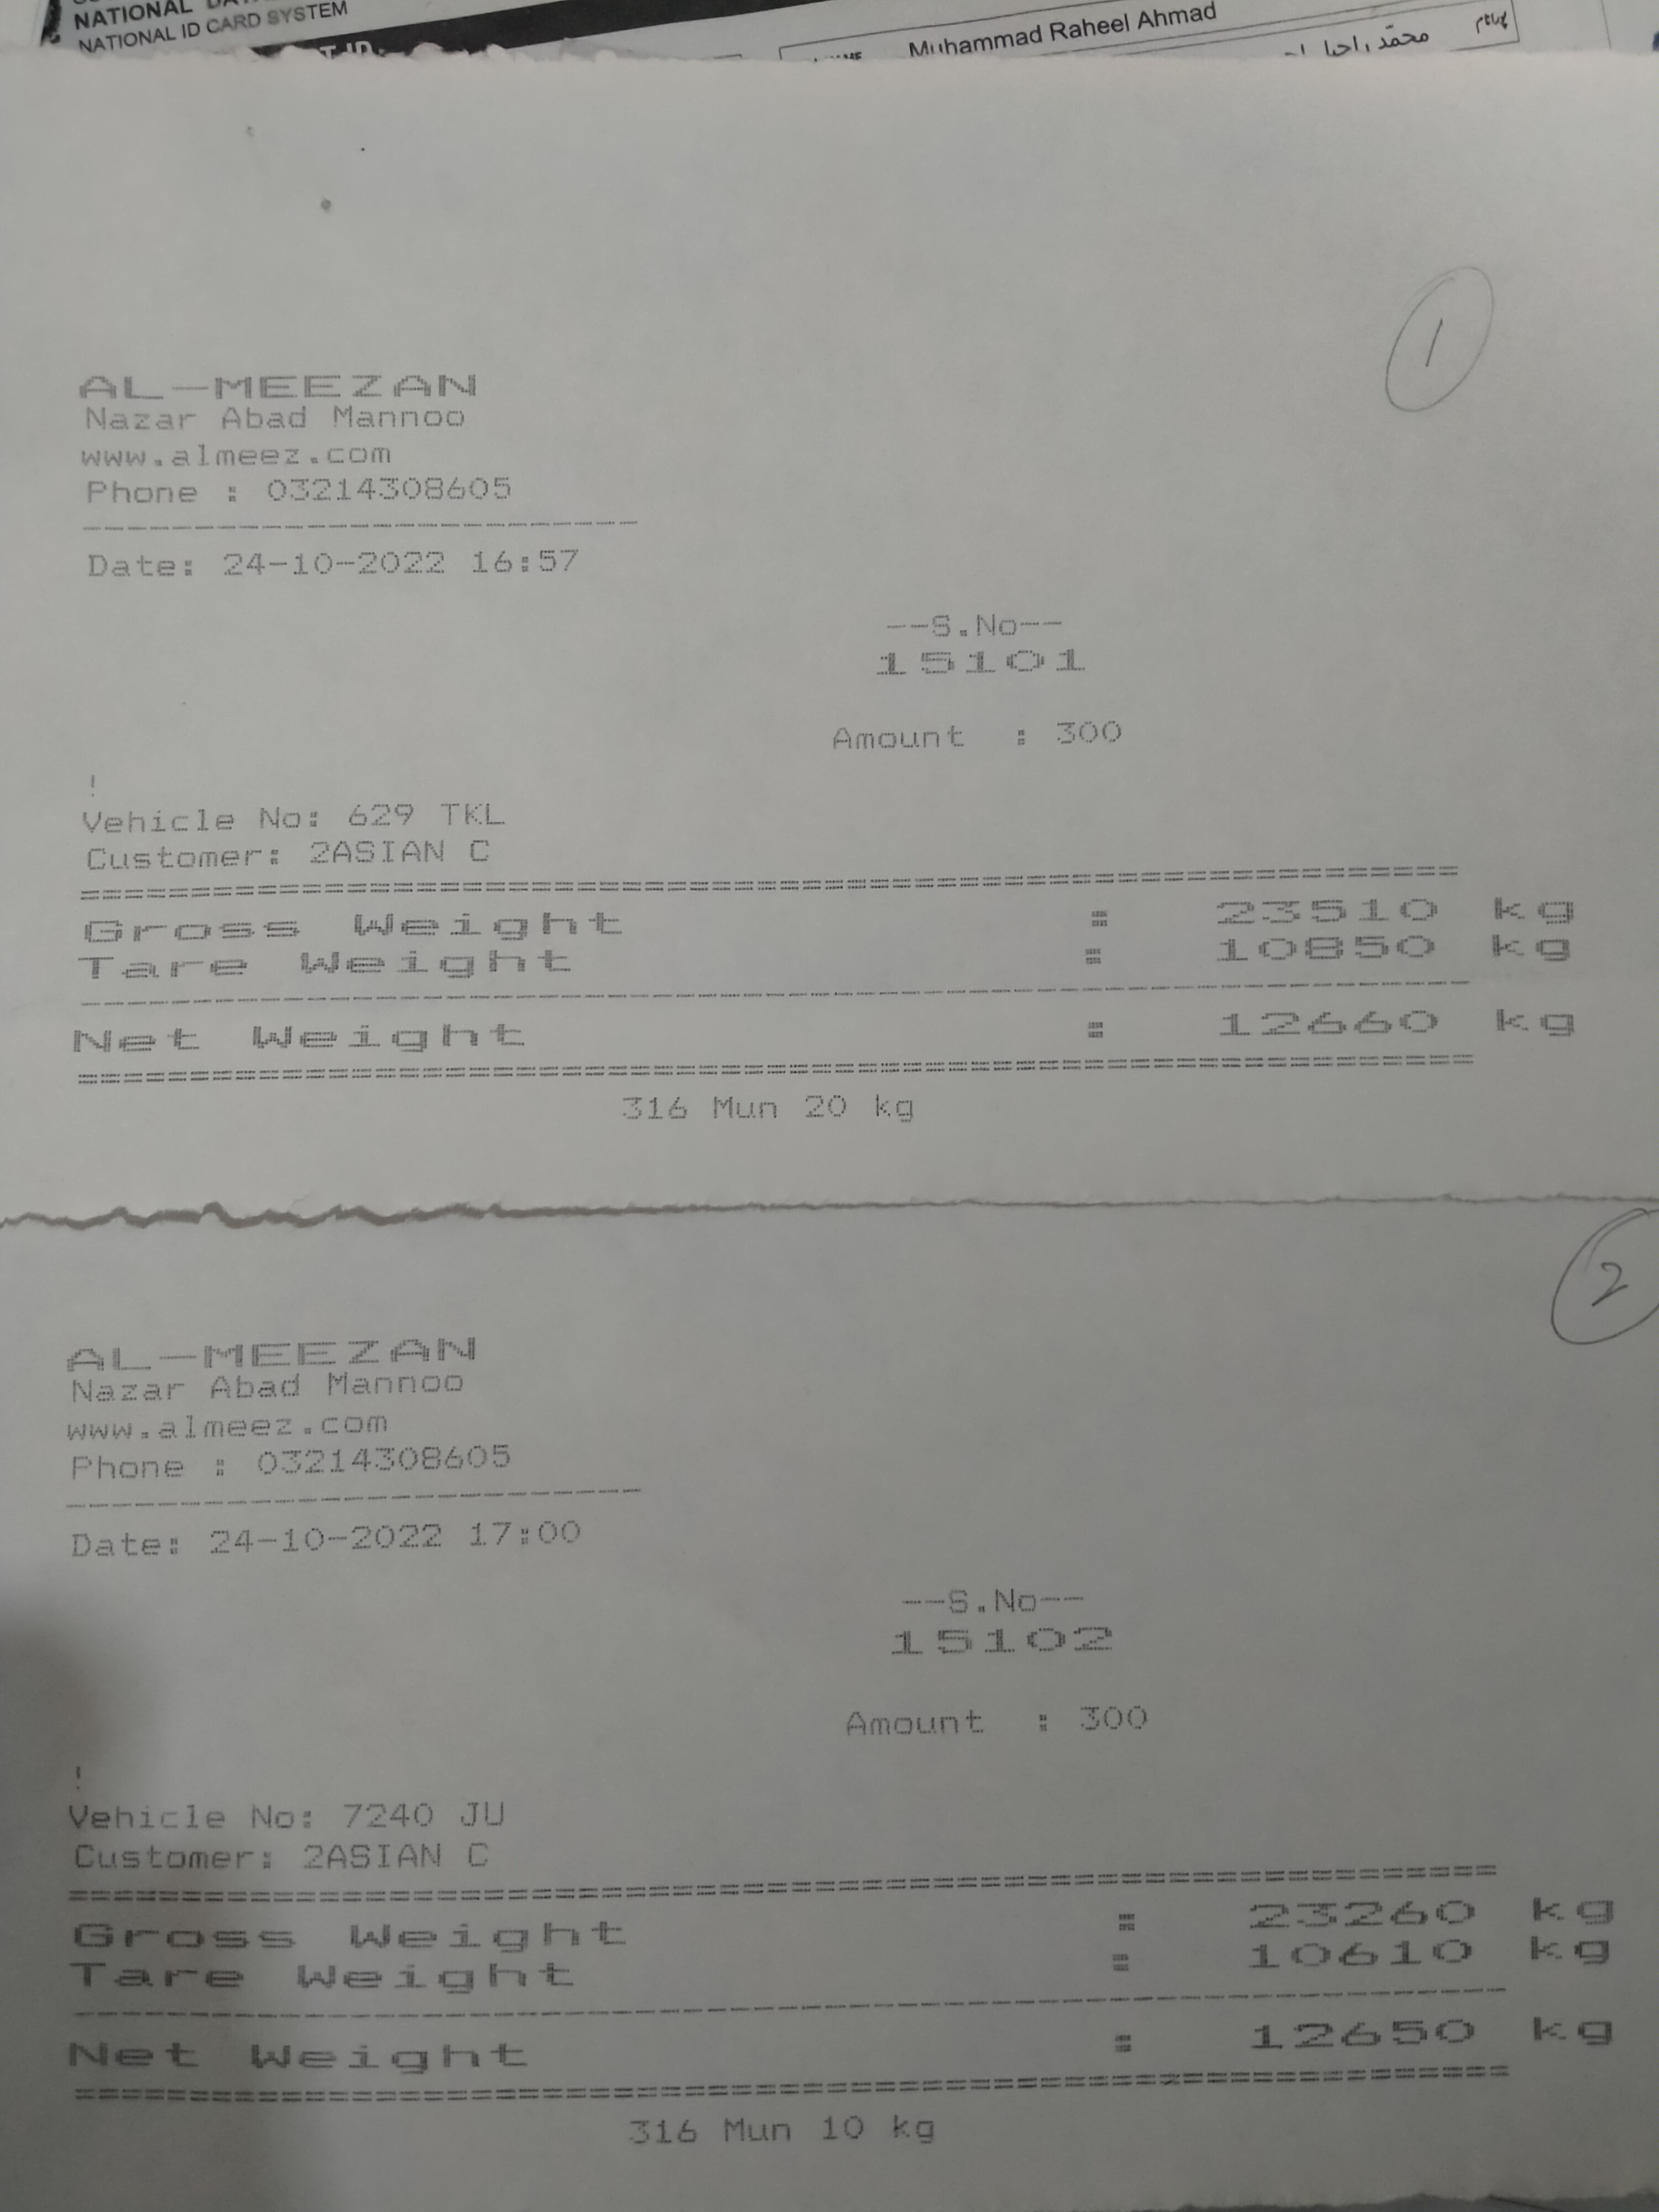 NATIONAL
NATIONAL ID CARD SYSTEM
Muhammad Raheel Ahmad
محمّد
1
AL-MEEZAN
Nazar Abad Mannoo
www.almeez.com
Phone : 03214308605
Date: 24-10-2022 16:57
--S.No--
15101
Amount : 300
!
Vehicle No: 629 TKL
Customer: 2ASIAN C
Gross Weight : 23510 kg
Tare Weight : 10850 kg
Net Weight : 12660 kg
316 Mun 20 kg
2
AL-MEEZAN
Nazar Abad Mannoo
www.almeez.com
Phone : 03214308605
Date: 24-10-2022 17:00
--S.No--
15102
Amount : 300
!
Vehicle No: 7240 JU
Customer: 2ASIAN C
Gross Weight : 23260 kg
Tare Weight : 10610 kg
Net Weight : 12650 kg
316 Mun 10 kg